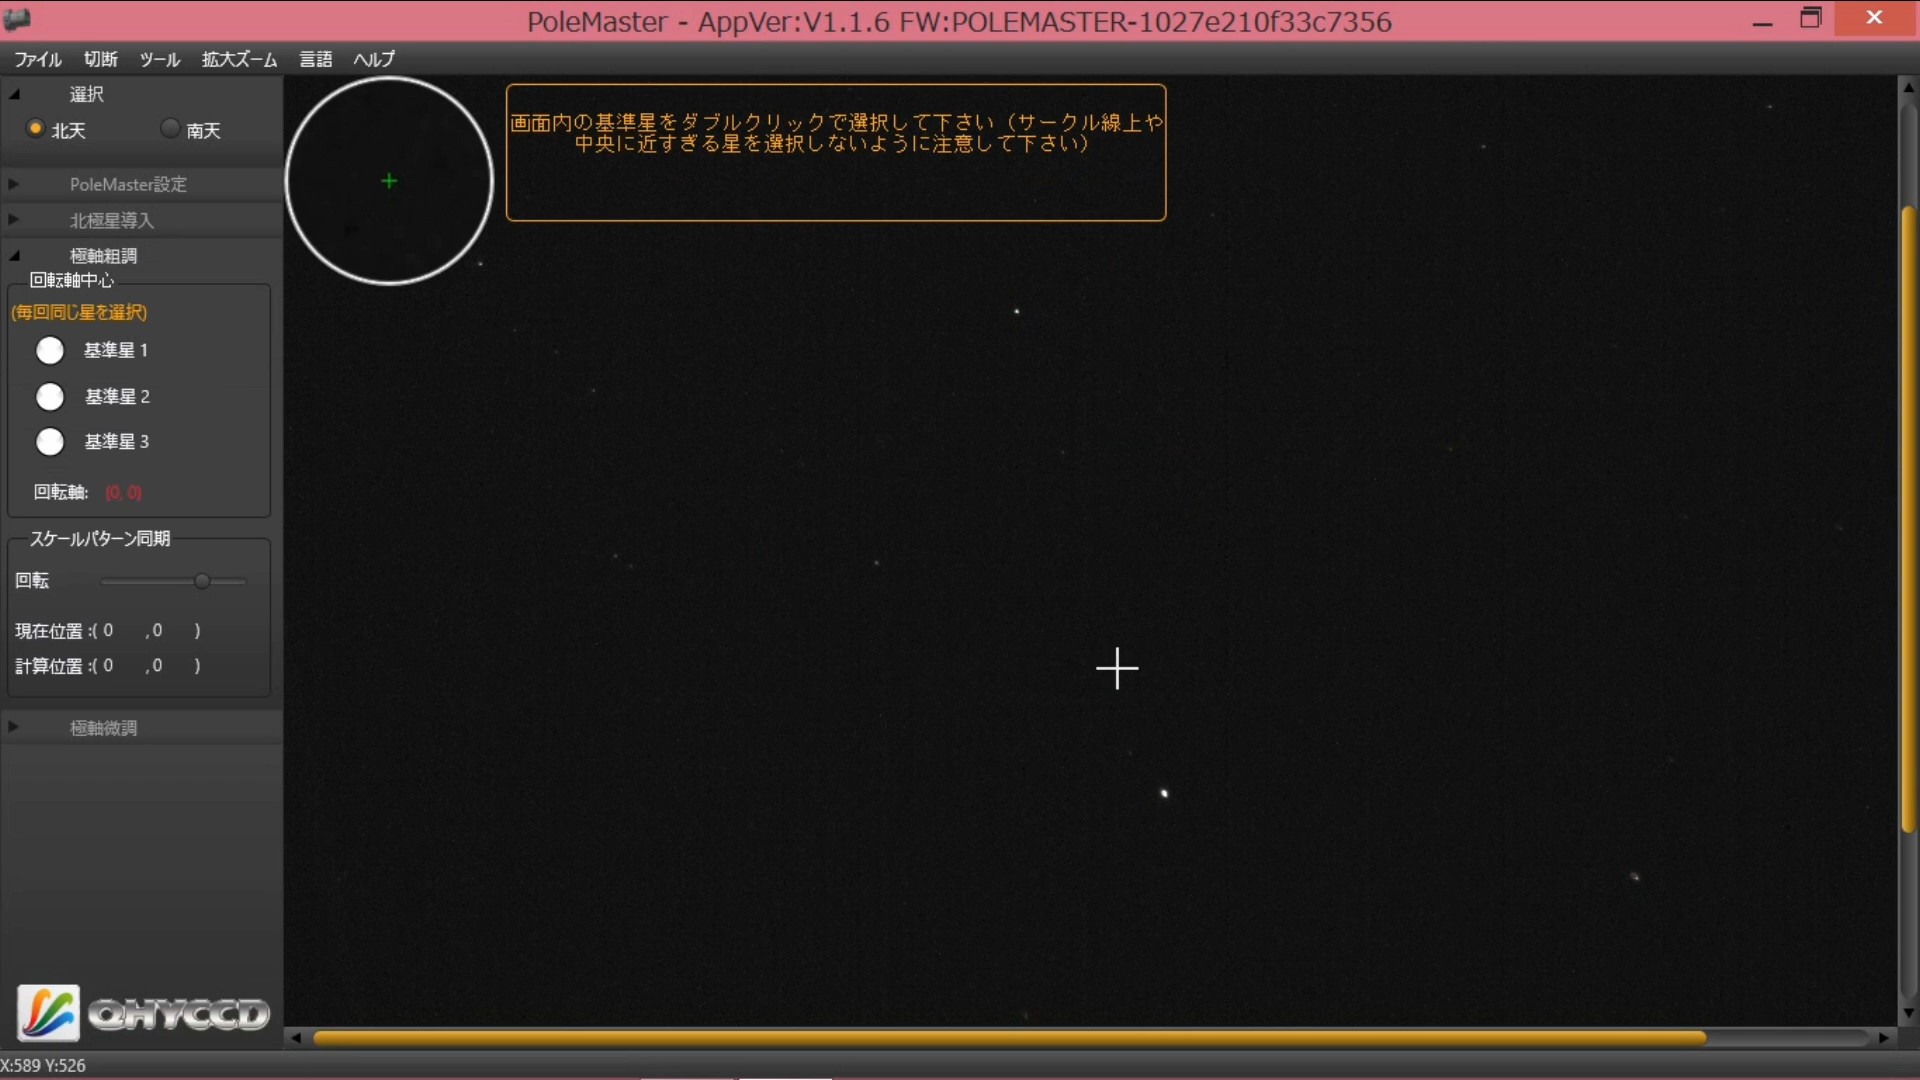 PoleMaster - AppVer:V1.1.6 FW:POLEMASTER-1027e210f33c7356
ファイル 切断 ツール 拡大ズーム 言語 ヘルプ
選択
北天 南天
PoleMaster設定
北極星導入
極軸粗調
回転軸中心
(毎回同じ星を選択)
基準星 1
基準星 2
基準星 3
回転軸: (0, 0)
スケールパターン同期
回転
現在位置 :( 0 ,0 )
計算位置 :( 0 ,0 )
極軸微調
画面内の基準星をダブルクリックで選択して下さい（サークル線上や
中央に近すぎる星を選択しないように注意して下さい）
QHYCCD
X:589 Y:526